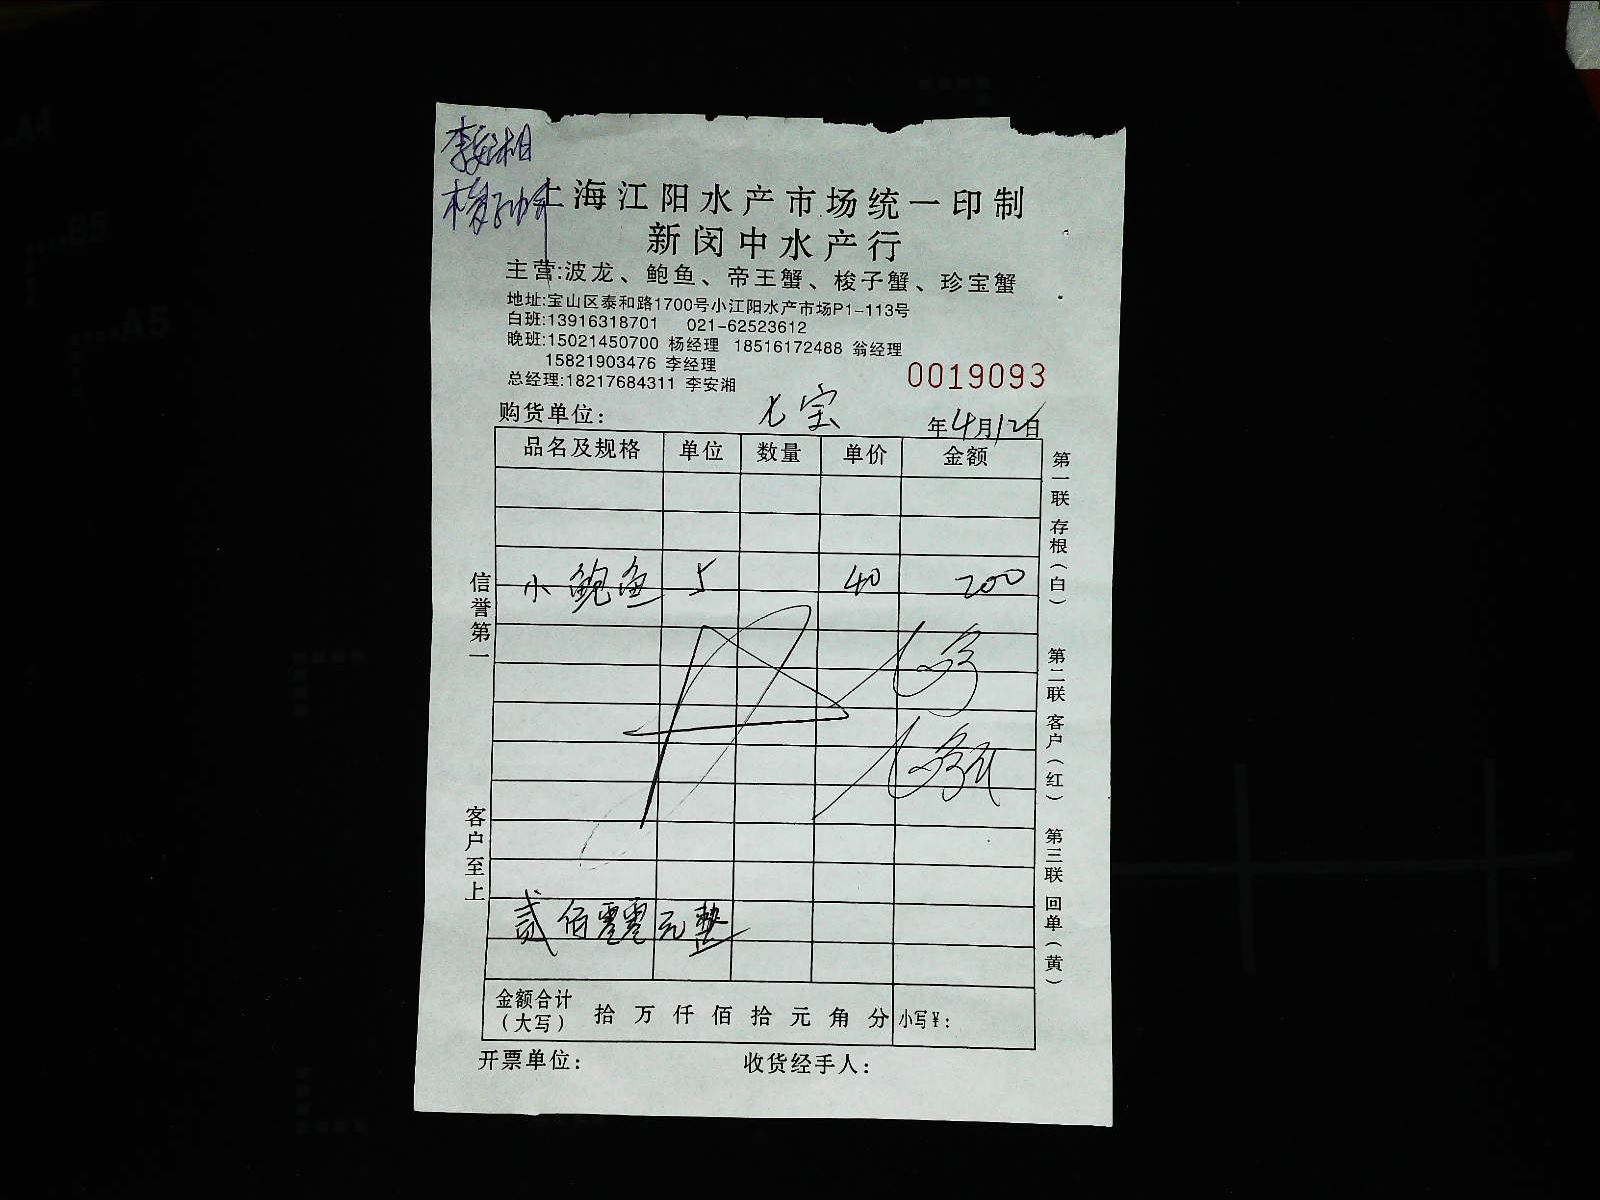 李安湘
上海江阳水产市场统一印制
新闵中水产行
主营:波龙、鲍鱼、帝王蟹、梭子蟹、珍宝蟹
地址:宝山区泰和路1700号小江阳水产市场P1-113号
白班:13916318701 021-62523612
晚班:15021450700 杨经理 18516172488 翁经理
15821903476 李经理
总经理:18217684311 李安湘
0019093
购货单位: 七宝 年4月12日
品名及规格 单位 数量 单价 金额
小鲍鱼 5 40 200
贰佰零零元整
金额合计(大写) 拾 万 仟 佰 拾 元 角 分 小写¥:
开票单位: 收货经手人:
信誉第一
客户至上
第一联 存根(白)
第二联 客户(红)
第三联 回单(黄)